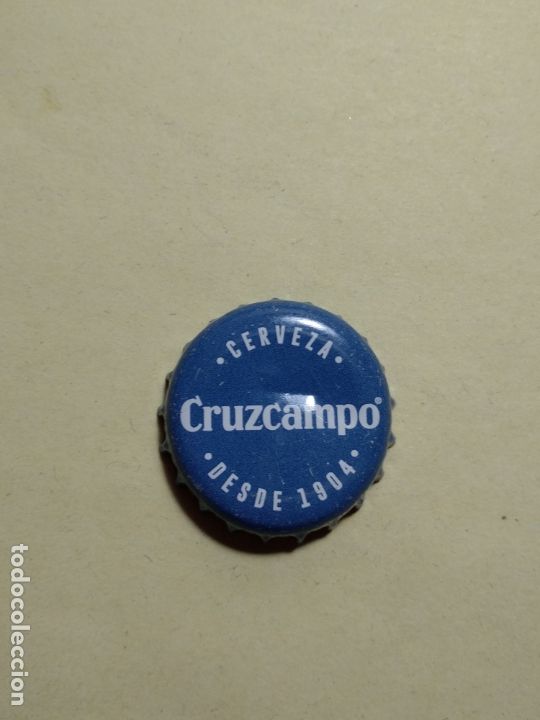 • CERVEZA •
Cruzcampo®
• DESDE 1904 •
todocoleccion